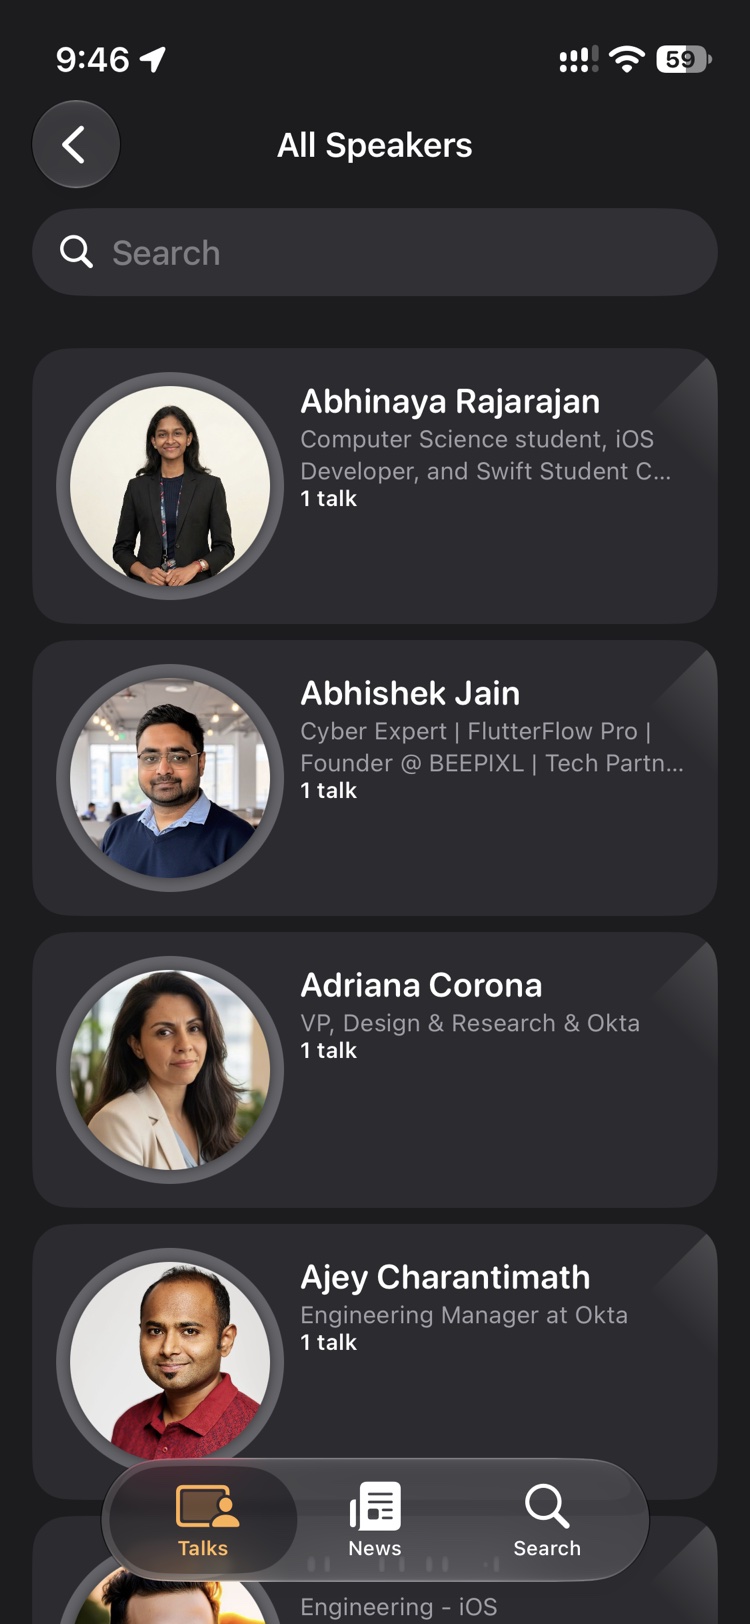 9:46
59
All Speakers
Search
Abhinaya Rajarajan
Computer Science student, iOS
Developer, and Swift Student C...
1 talk
Abhishek Jain
Cyber Expert | FlutterFlow Pro |
Founder @ BEEPIXL | Tech Partn...
1 talk
Adriana Corona
VP, Design & Research & Okta
1 talk
Ajey Charantimath
Engineering Manager at Okta
1 talk
Talks
News
Search
Engineering - iOS